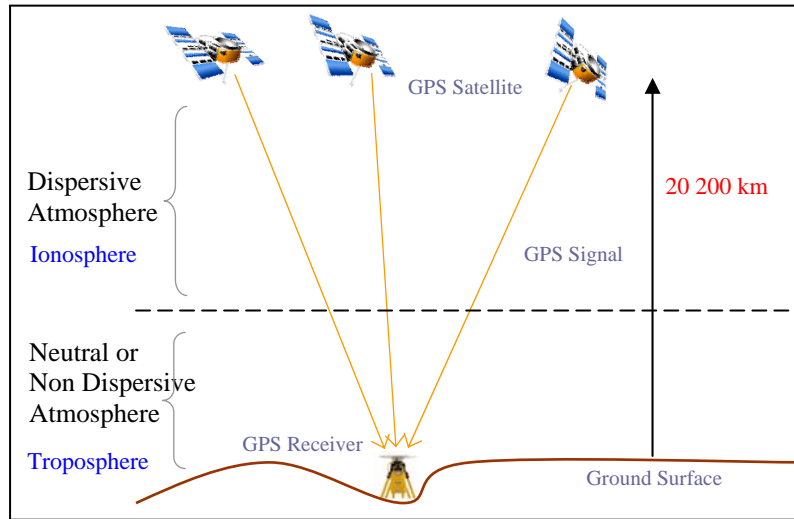 GPS Satellite
Dispersive
Atmosphere
20 200 km
Ionosphere
GPS Signal
Neutral or
Non Dispersive
Atmosphere
GPS Receiver
Troposphere
Ground Surface